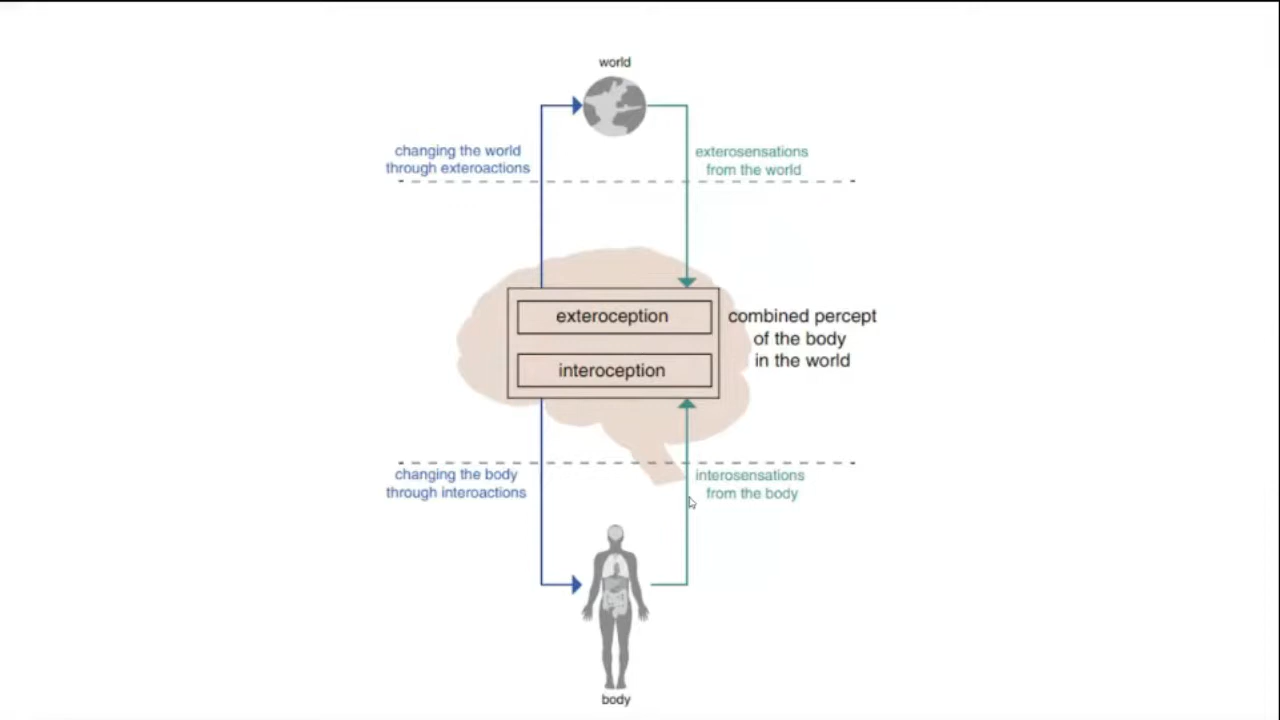 world
changing the world
through exteroactions
exterosensations
from the world
exteroception
interoception
combined percept
of the body
in the world
changing the body
through interoactions
interosensations
from the body
body